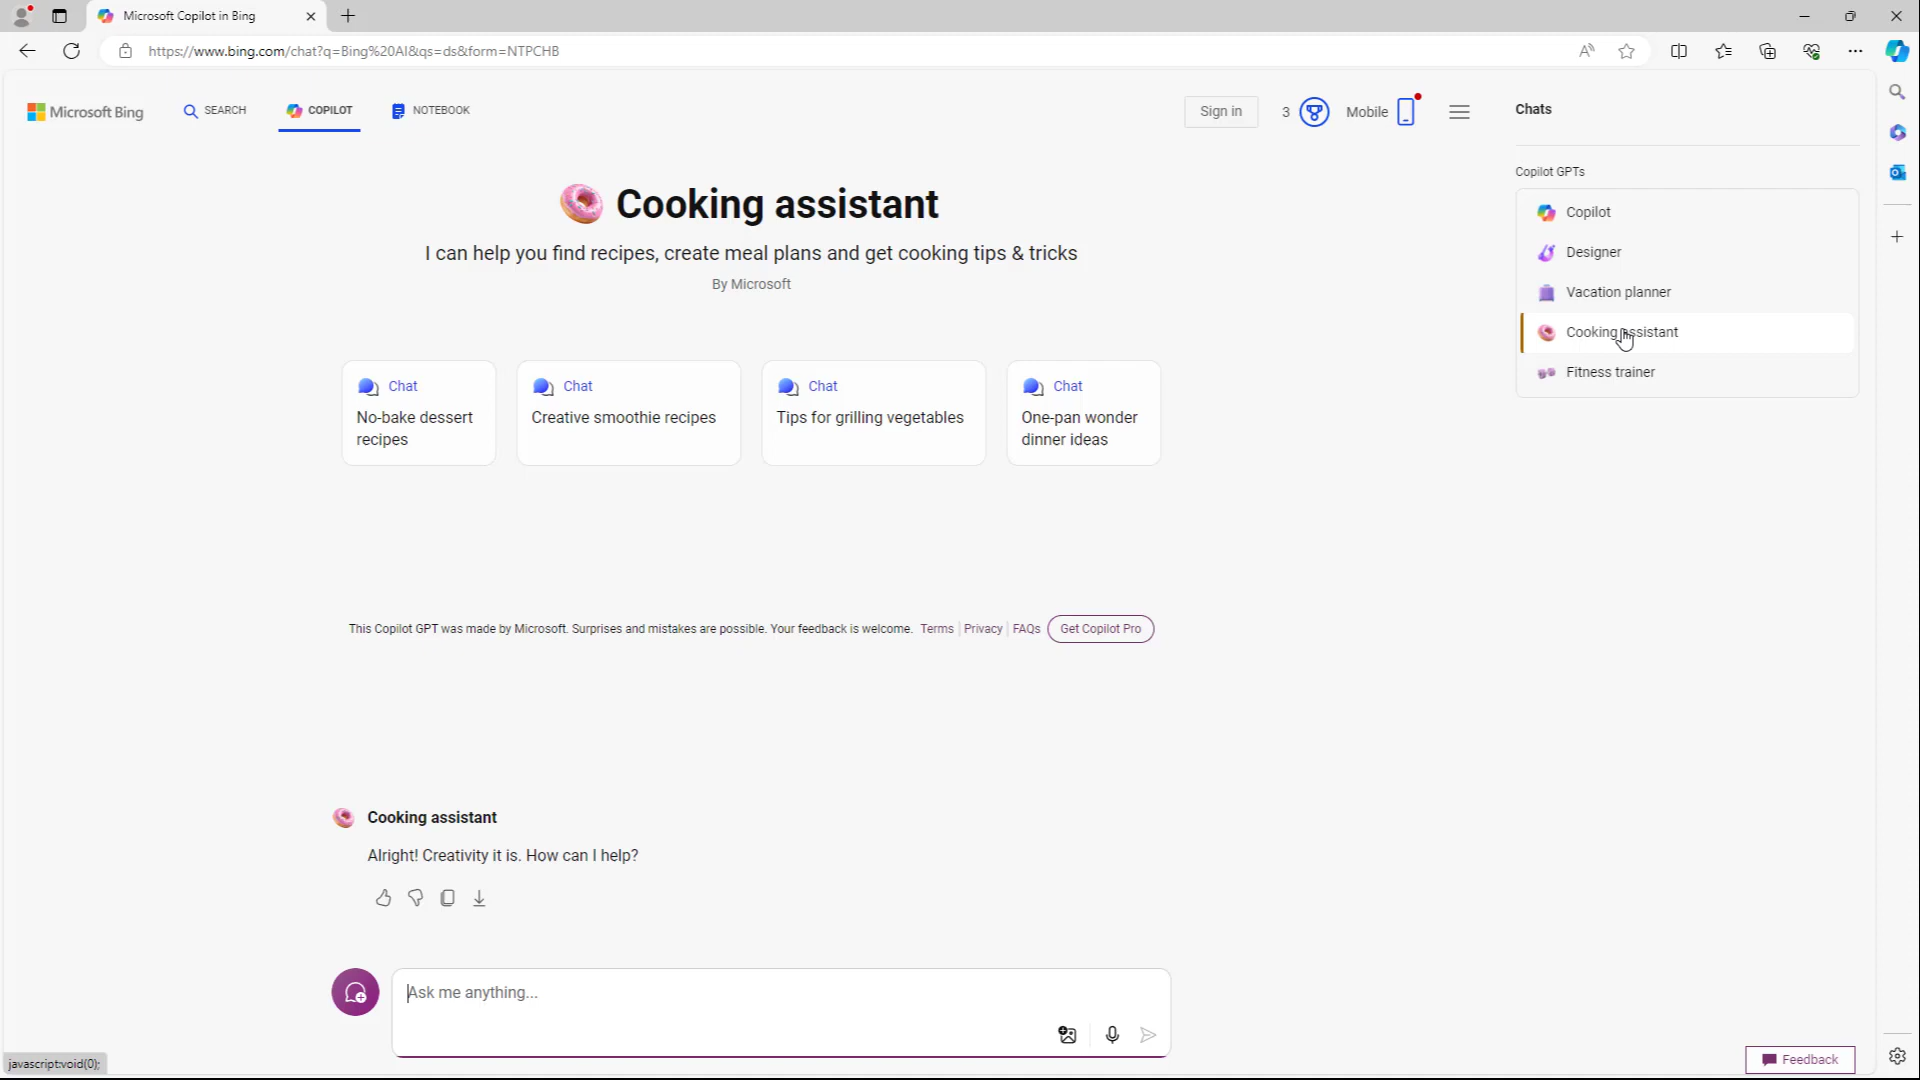 Microsoft Copilot in Bing
https://www.bing.com/chat?q=Bing%20AI&qs=ds&form=NTPCHB
Microsoft Bing
SEARCH
COPILOT
NOTEBOOK
Sign in
3
Mobile
Chats
Copilot GPTs
Copilot
Designer
Vacation planner
Cooking assistant
Fitness trainer
Cooking assistant
I can help you find recipes, create meal plans and get cooking tips & tricks
By Microsoft
Chat
No-bake dessert
recipes
Chat
Creative smoothie recipes
Chat
Tips for grilling vegetables
Chat
One-pan wonder
dinner ideas
This Copilot GPT was made by Microsoft. Surprises and mistakes are possible. Your feedback is welcome. Terms | Privacy | FAQs
Get Copilot Pro
Cooking assistant
Alright! Creativity it is. How can I help?
Ask me anything...
javascript:void(0);
Feedback